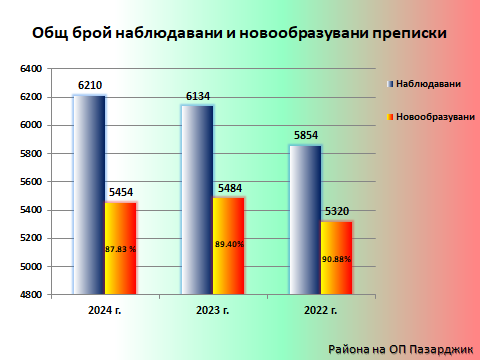 Общ брой наблюдавани и новообразувани преписки
6400
6200
6000
5800
5600
5400
5200
5000
4800
6210
6134
5854
5454
5484
5320
87.83 %
89.40%
90.88%
2024 г.
2023 г.
2022 г.
Наблюдавани
Новообразувани
Района на ОП Пазарджик